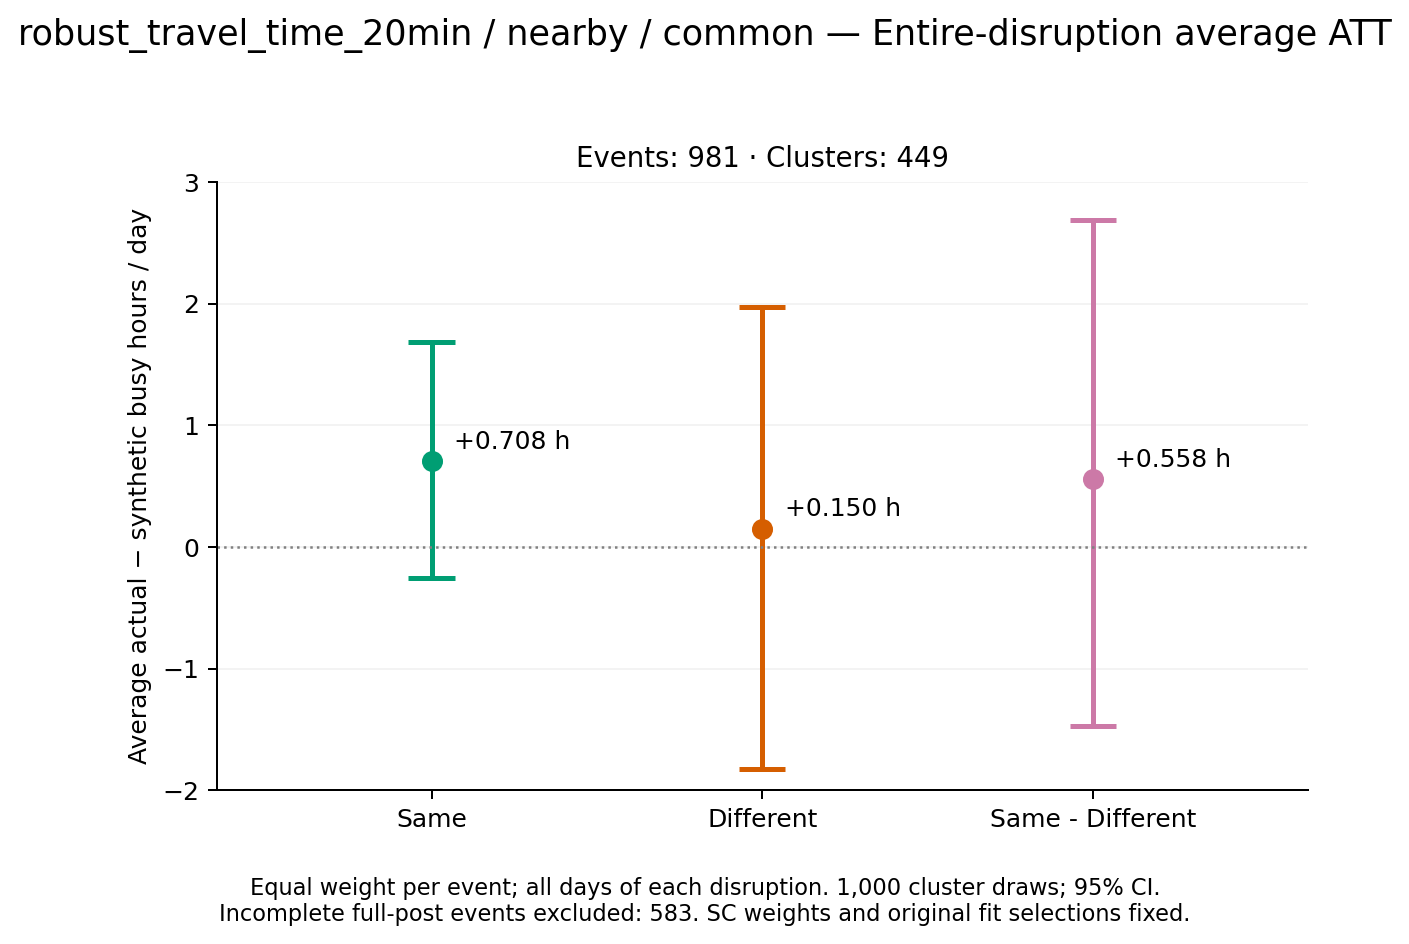 robust_travel_time_20min / nearby / common — Entire-disruption average ATT
Events: 981 · Clusters: 449
Average actual − synthetic busy hours / day
3
2
1
0
−1
−2
+0.708 h
+0.150 h
+0.558 h
Same
Different
Same - Different
Equal weight per event; all days of each disruption. 1,000 cluster draws; 95% CI.
Incomplete full-post events excluded: 583. SC weights and original fit selections fixed.